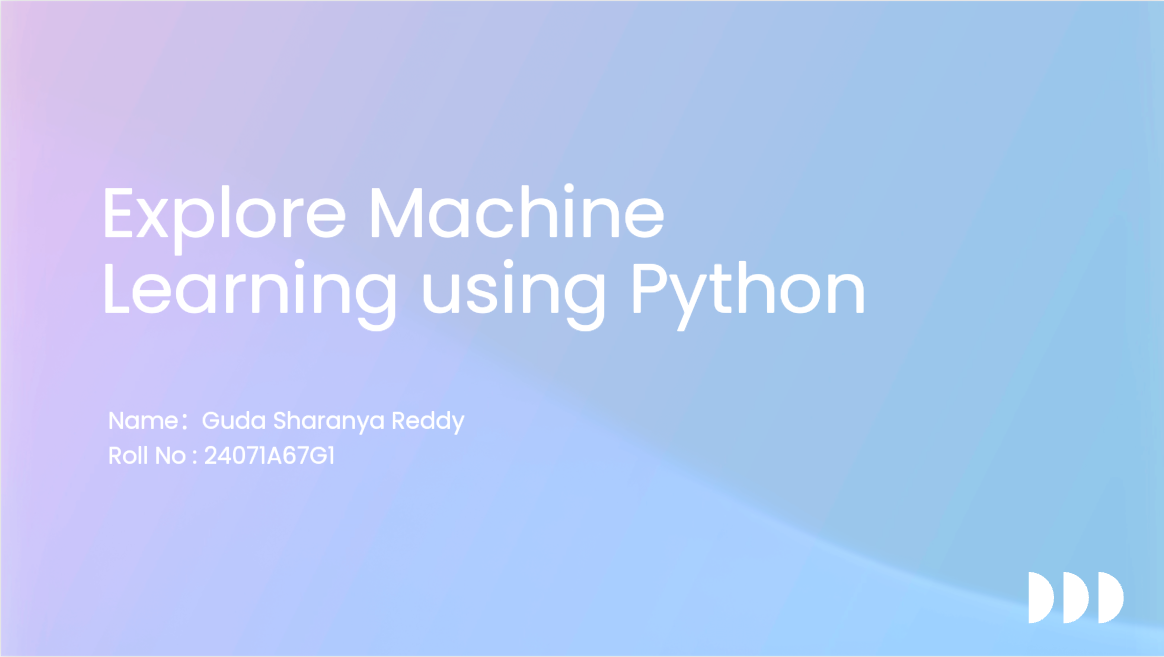 Explore Machine
Learning using Python
Name： Guda Sharanya Reddy
Roll No : 24071A67G1